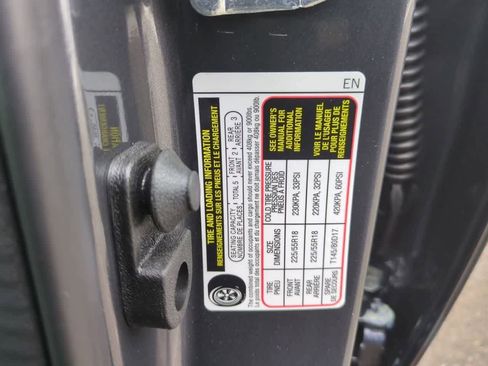 EN
TIRE AND LOADING INFORMATION
RENSEIGNEMENTS SUR LES PNEUS ET LE CHARGEMENT
SEATING CAPACITY
NOMBRE DE PLACES
TOTAL 5
FRONT 2
AVANT
REAR 3
ARRIÈRE
The combined weight of occupants and cargo should never exceed 408kg or 900lbs.
Le poids total des occupants et du chargement ne doit jamais dépasser 408kg or 900lb.
TIRE
PNEU
SIZE
DIMENSIONS
COLD TIRE PRESSURE
PRESSION DES
PNEUS A FROID
FRONT
AVANT
225/55R18
230KPA, 33PSI
REAR
ARRIÈRE
225/55R18
220KPA, 32PSI
SPARE
DE SECOURS
T145/80D17
420KPA, 60PSI
SEE OWNER'S
MANUAL FOR
ADDITIONAL
INFORMATION
VOIR LE MANUEL
DE L'USAGER
POUR PLUS DE
RENSEIGNEMENTS